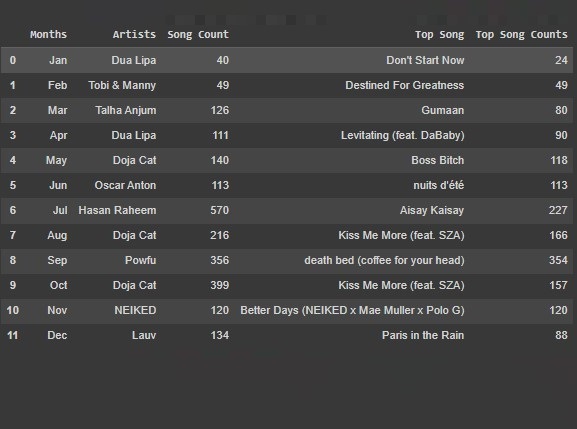 Months Artists Song Count Top Song Top Song Counts
0 Jan Dua Lipa 40 Don't Start Now 24
1 Feb Tobi & Manny 49 Destined For Greatness 49
2 Mar Talha Anjum 126 Gumaan 80
3 Apr Dua Lipa 111 Levitating (feat. DaBaby) 90
4 May Doja Cat 140 Boss Bitch 118
5 Jun Oscar Anton 113 nuits d'été 113
6 Jul Hasan Raheem 570 Aisay Kaisay 227
7 Aug Doja Cat 216 Kiss Me More (feat. SZA) 166
8 Sep Powfu 356 death bed (coffee for your head) 354
9 Oct Doja Cat 399 Kiss Me More (feat. SZA) 157
10 Nov NEIKED 120 Better Days (NEIKED x Mae Muller x Polo G) 120
11 Dec Lauv 134 Paris in the Rain 88